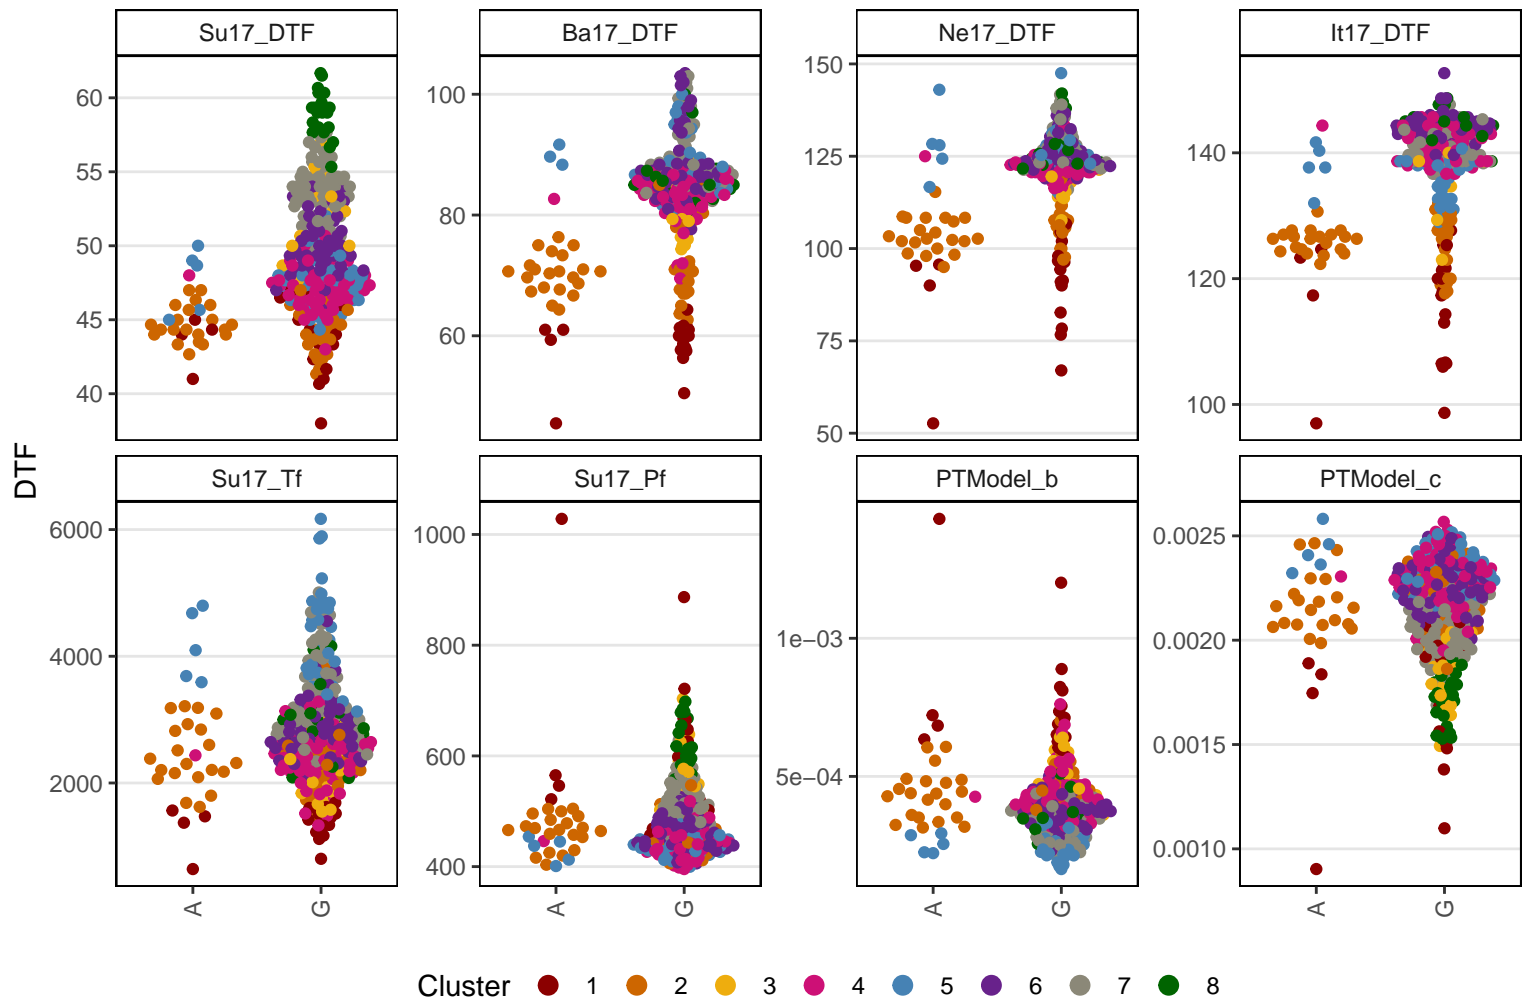 Su17_DTF
Ba17_DTF
Ne17_DTF
It17_DTF
60
55
50
45
40
100
80
60
150
125
100
75
50
140
120
100
DTF
Su17_Tf
Su17_Pf
PTModel_b
PTModel_c
6000
4000
2000
1000
800
600
400
1e−03
5e−04
0.0025
0.0020
0.0015
0.0010
A G A G A G A G
Cluster 1 2 3 4 5 6 7 8